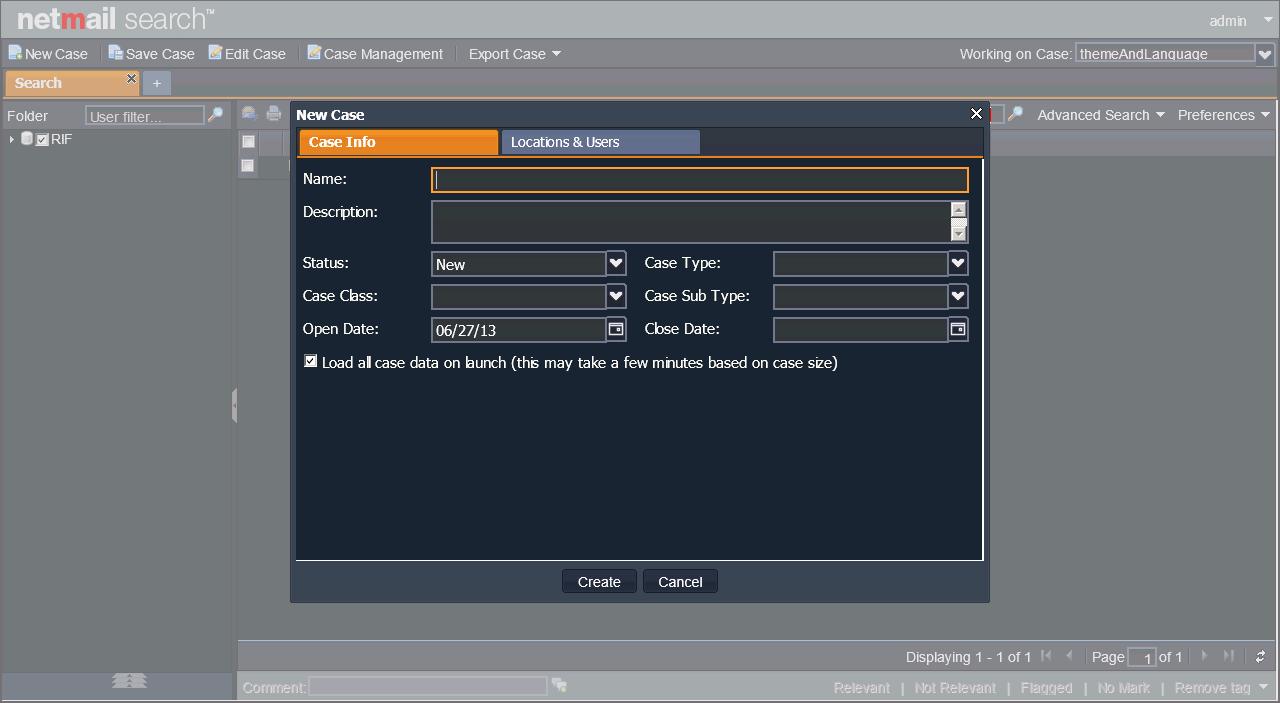 netmail search™
admin
New Case
Save Case
Edit Case
Case Management
Export Case
Working on Case: themeAndLanguage
Search
+
Folder
User filter...
Advanced Search
Preferences
RIF
New Case
Case Info
Locations & Users
Name:
Description:
Status: New
Case Type:
Case Class:
Case Sub Type:
Open Date: 06/27/13
Close Date:
Load all case data on launch (this may take a few minutes based on case size)
Create
Cancel
Displaying 1 - 1 of 1
Page 1 of 1
Comment:
Relevant | Not Relevant | Flagged | No Mark | Remove tag